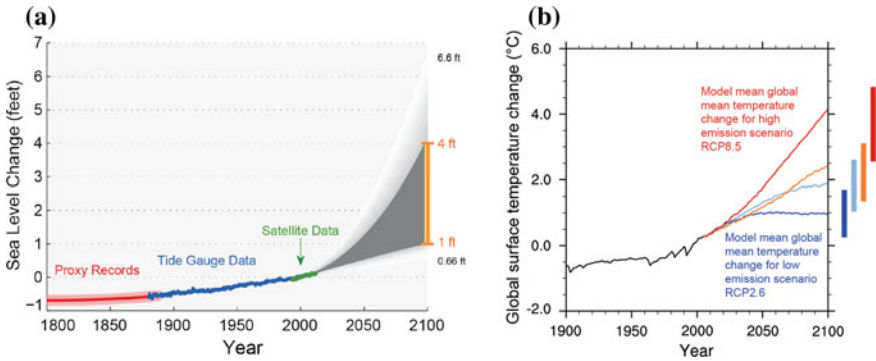 (a)
7
6
5
4
3
2
1
0
−1
Sea Level Change (feet)
6.6 ft
4 ft
1 ft
0.66 ft
Satellite Data
Tide Gauge Data
Proxy Records
1800 1850 1900 1950 2000 2050 2100
Year
(b)
6.0
4.0
2.0
0.0
-2.0
Global surface temperature change (°C)
Model mean global
mean temperature
change for high
emission scenario
RCP8.5
Model mean global
mean temperature
change for low
emission scenario
RCP2.6
1900 1950 2000 2050 2100
Year